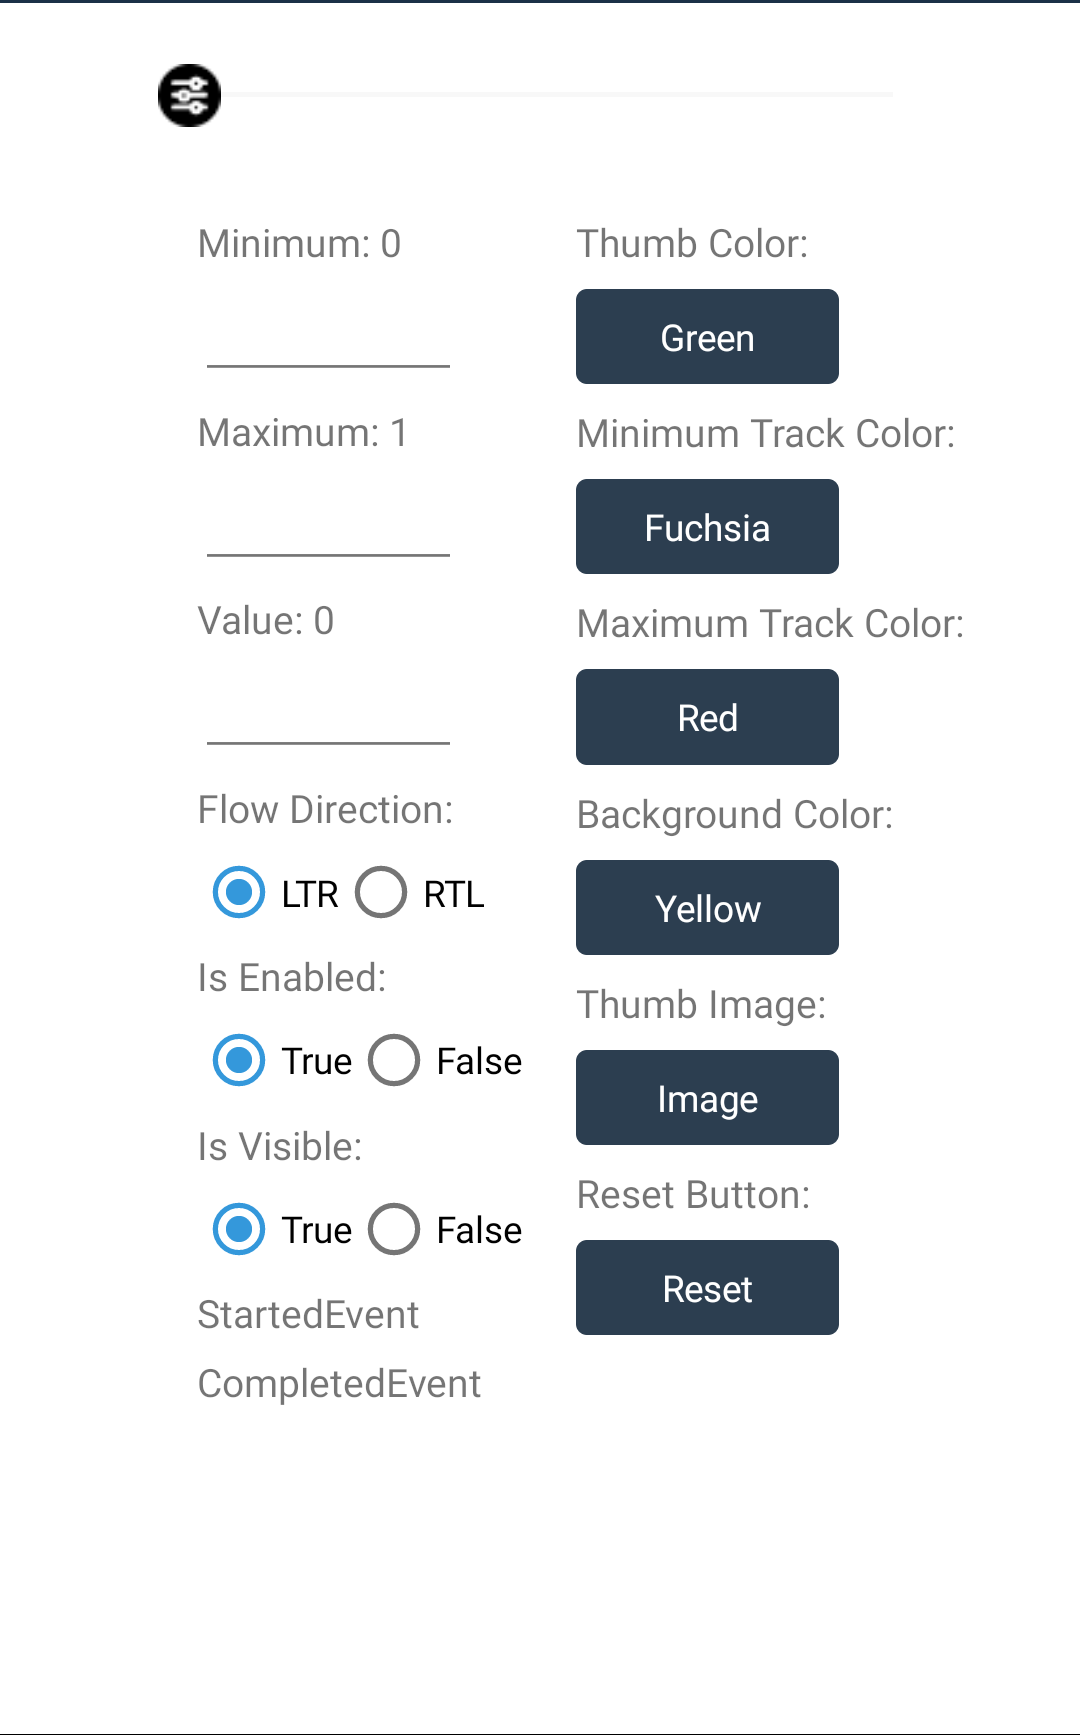 Minimum: 0
Maximum: 1
Value: 0
Flow Direction:
LTR RTL
Is Enabled:
True False
Is Visible:
True False
StartedEvent
CompletedEvent
Thumb Color:
Green
Minimum Track Color:
Fuchsia
Maximum Track Color:
Red
Background Color:
Yellow
Thumb Image:
Image
Reset Button:
Reset